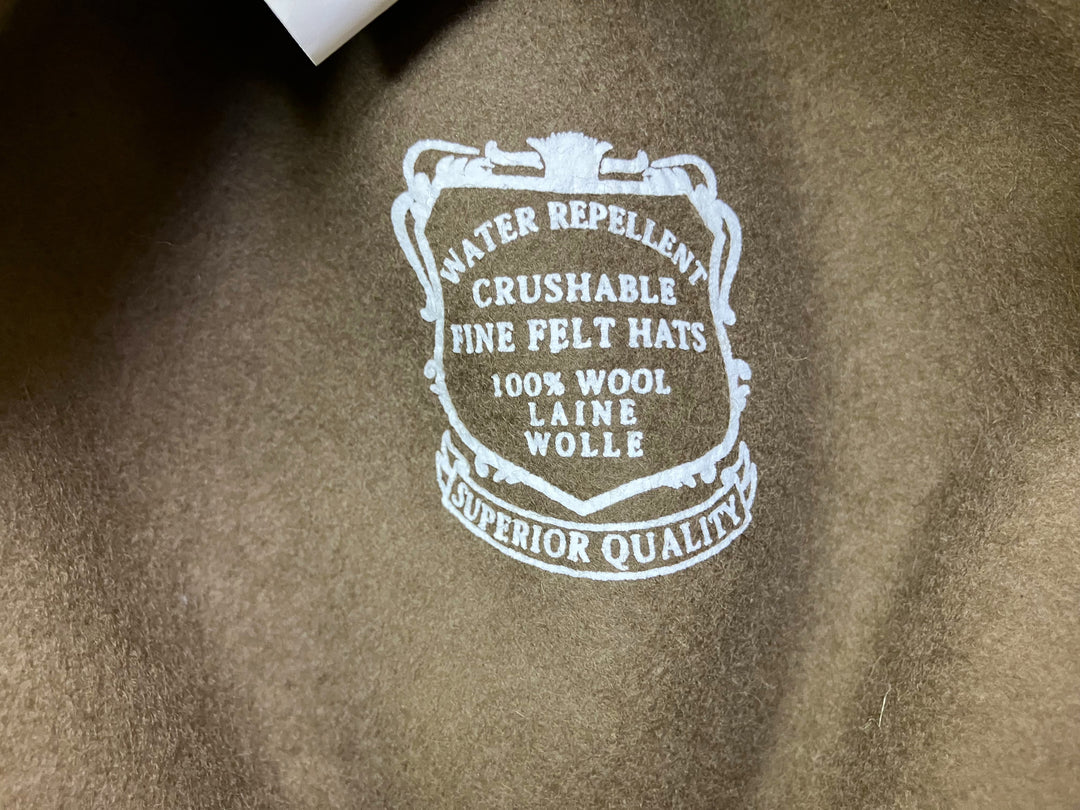 WATER REPELLENT
CRUSHABLE
FINE FELT HATS
100% WOOL
LAINE
WOLLE
SUPERIOR QUALITY